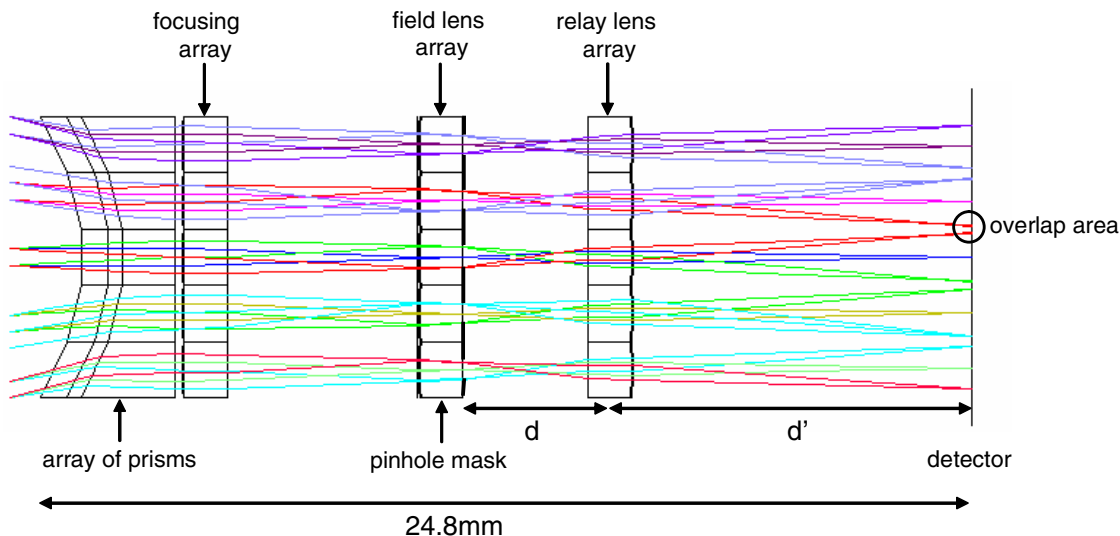 focusing
array
field lens
array
relay lens
array
overlap area
d
d'
array of prisms
pinhole mask
detector
24.8mm